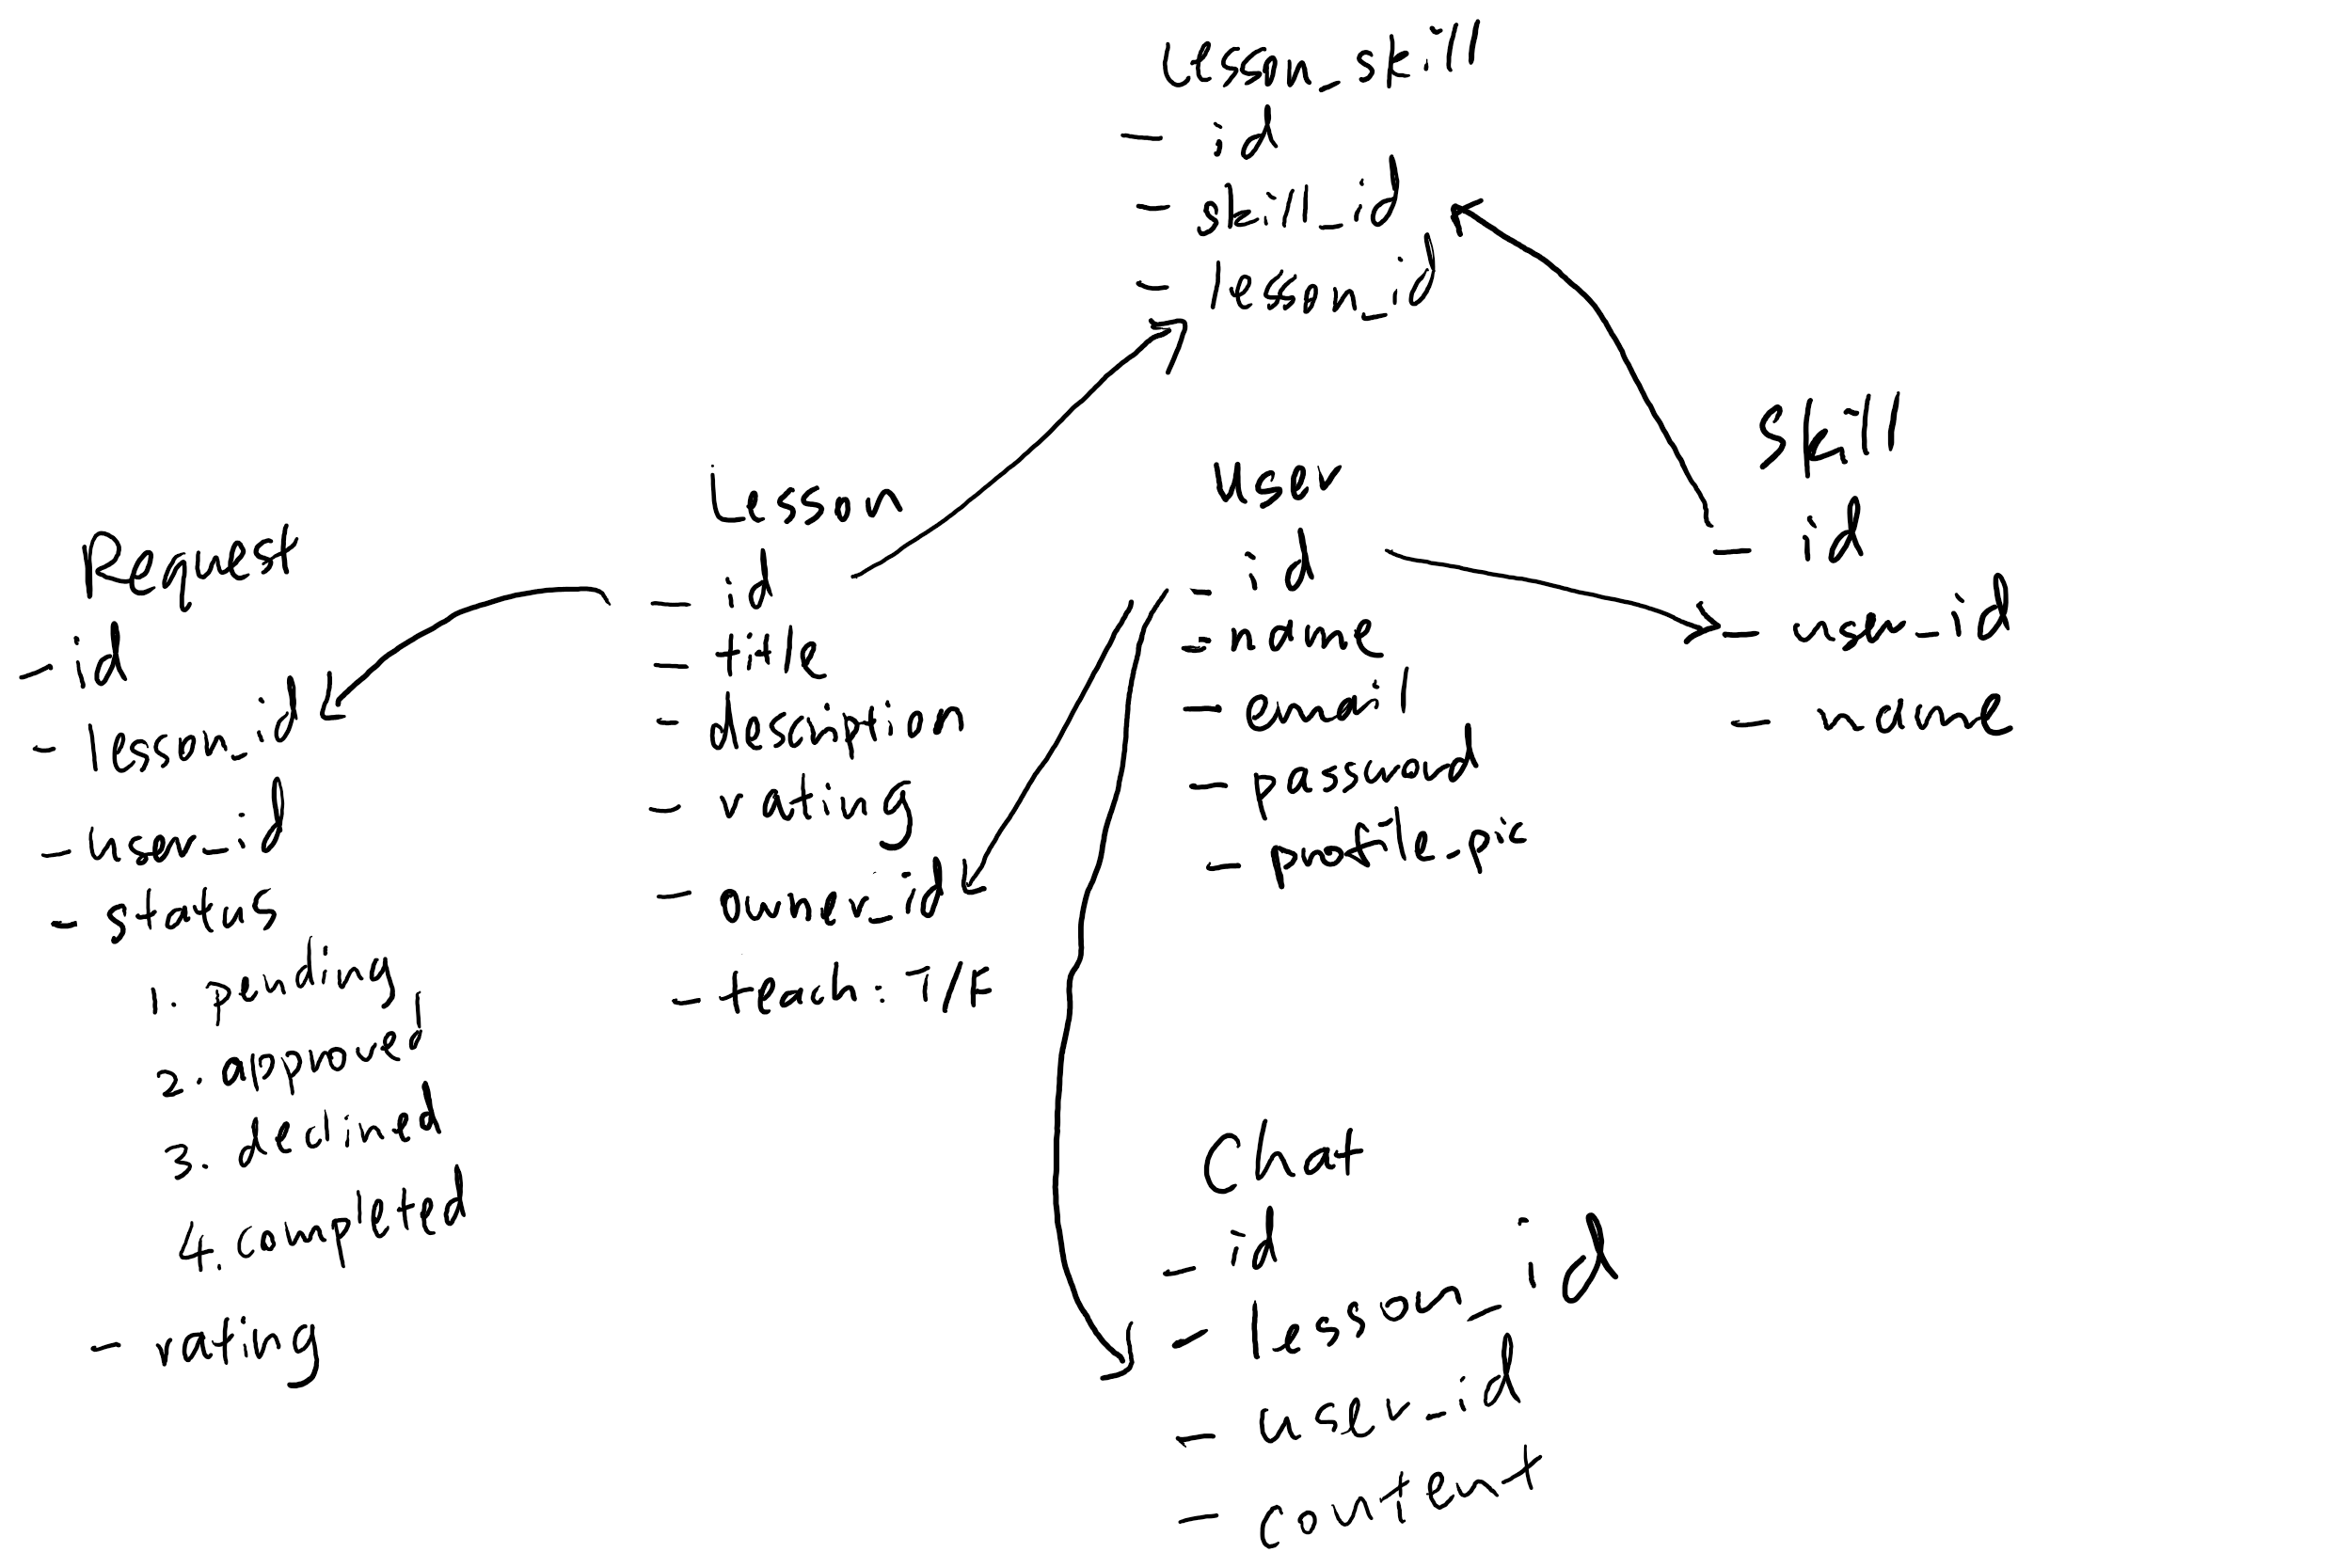 lesson_skill
- id
- skill_id
- lesson_id
Request
- id
- lesson_id
- user_id
- status
1. pending
2. approved
3. declined
4. completed
- rating
Lesson
- id
- title
- description
- rating
- owner_id
- teach: T/F
User
- id
- name
- email
- password
- profile_pic
Skill
- id
- user_id
- name
Chat
- id
- lesson_id
- user_id
- content